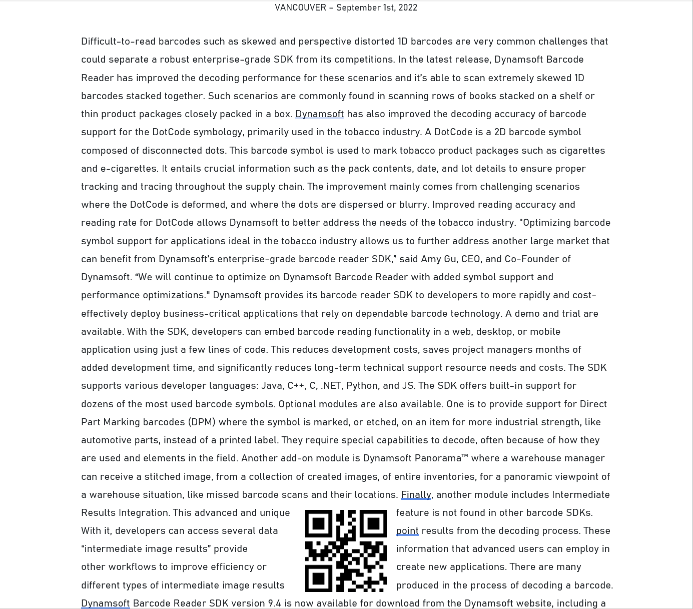 VANCOUVER – September 1st, 2022
Difficult-to-read barcodes such as skewed and perspective distorted 1D barcodes are very common challenges that
could separate a robust enterprise-grade SDK from its competitions. In the latest release, Dynamsoft Barcode
Reader has improved the decoding performance for these scenarios and it's able to scan extremely skewed 1D
barcodes stacked together. Such scenarios are commonly found in scanning rows of books stacked on a shelf or
thin product packages closely packed in a box. Dynamsoft has also improved the decoding accuracy of barcode
support for the DotCode symbology, primarily used in the tobacco industry. A DotCode is a 2D barcode symbol
composed of disconnected dots. This barcode symbol is used to mark tobacco product packages such as cigarettes
and e-cigarettes. It entails crucial information such as the pack contents, date, and lot details to ensure proper
tracking and tracing throughout the supply chain. The improvement mainly comes from challenging scenarios
where the DotCode is deformed, and where the dots are dispersed or blurry. Improved reading accuracy and
reading rate for DotCode allows Dynamsoft to better address the needs of the tobacco industry. "Optimizing barcode
symbol support for applications ideal in the tobacco industry allows us to further address another large market that
can benefit from Dynamsoft's enterprise-grade barcode reader SDK," said Amy Gu, CEO, and Co-Founder of
Dynamsoft. "We will continue to optimize on Dynamsoft Barcode Reader with added symbol support and
performance optimizations." Dynamsoft provides its barcode reader SDK to developers to more rapidly and cost-
effectively deploy business-critical applications that rely on dependable barcode technology. A demo and trial are
available. With the SDK, developers can embed barcode reading functionality in a web, desktop, or mobile
application using just a few lines of code. This reduces development costs, saves project managers months of
added development time, and significantly reduces long-term technical support resource needs and costs. The SDK
supports various developer languages: Java, C++, C, .NET, Python, and JS. The SDK offers built-in support for
dozens of the most used barcode symbols. Optional modules are also available. One is to provide support for Direct
Part Marking barcodes (DPM) where the symbol is marked, or etched, on an item for more industrial strength, like
automotive parts, instead of a printed label. They require special capabilities to decode, often because of how they
are used and elements in the field. Another add-on module is Dynamsoft Panorama™ where a warehouse manager
can receive a stitched image, from a collection of created images, of entire inventories, for a panoramic viewpoint of
a warehouse situation, like missed barcode scans and their locations. Finally, another module includes Intermediate
Results Integration. This advanced and unique feature is not found in other barcode SDKs.
With it, developers can access several data point results from the decoding process. These
"intermediate image results" provide information that advanced users can employ in
other workflows to improve efficiency or create new applications. There are many
different types of intermediate image results produced in the process of decoding a barcode.
Dynamsoft Barcode Reader SDK version 9.4 is now available for download from the Dynamsoft website, including a